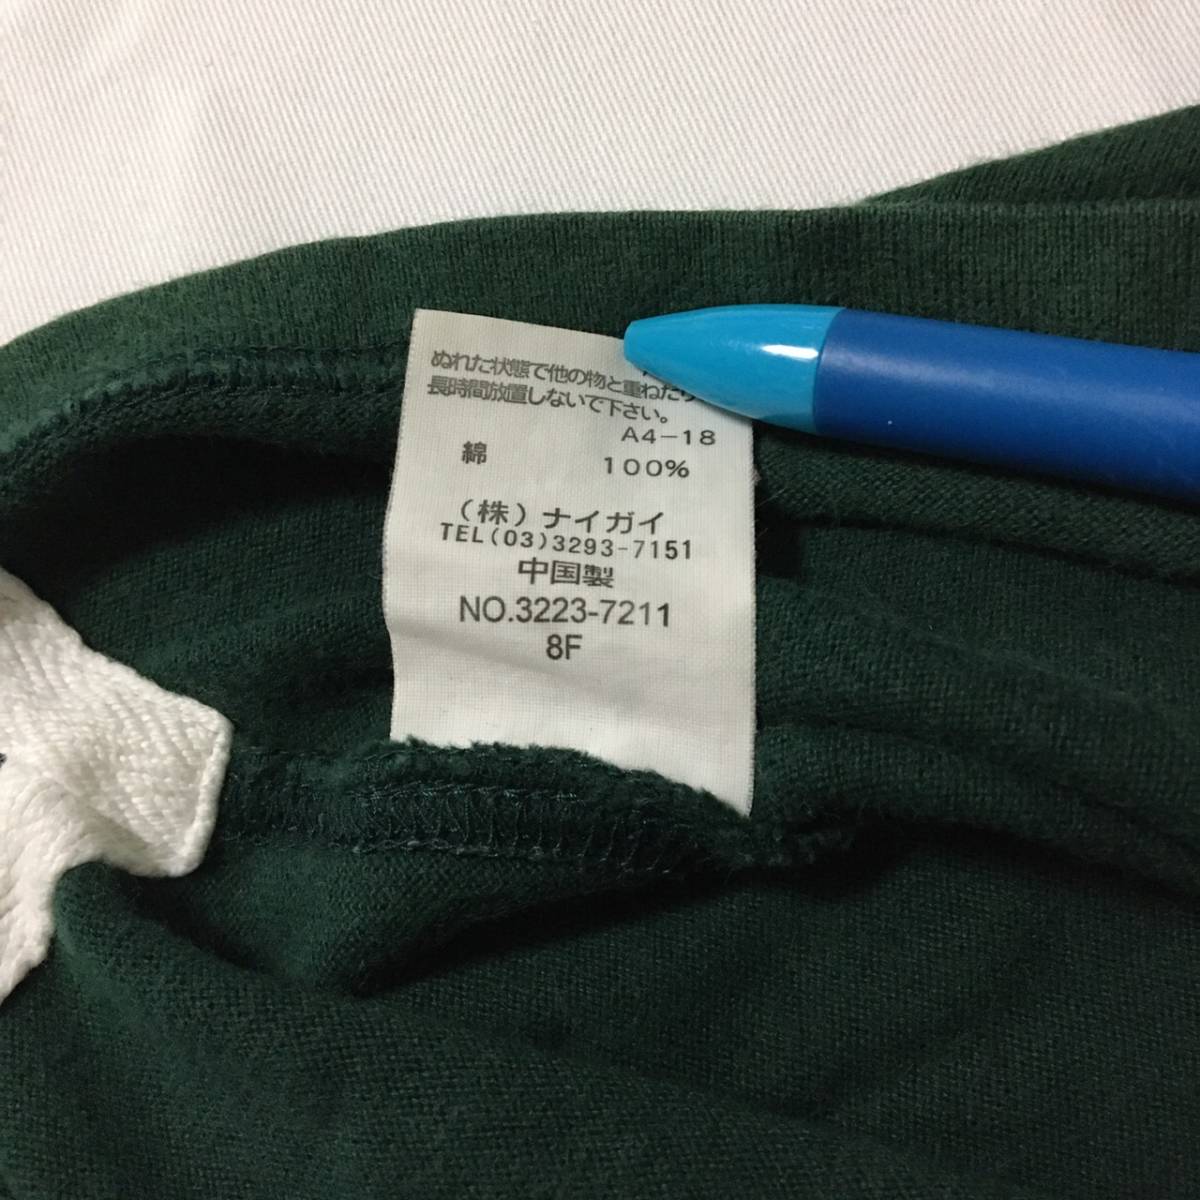 ぬれた状態で他の物と重ねたり
長時間放置しないで下さい。
A4-18
綿 100%
（株）ナイガイ
TEL(03)3293-7151
中国製
NO.3223-7211
8F